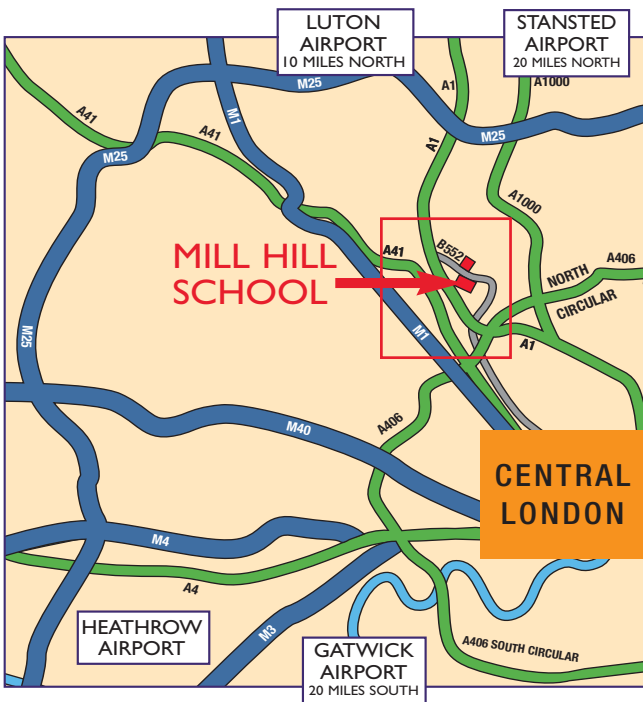 LUTON
AIRPORT
10 MILES NORTH
STANSTED
AIRPORT
20 MILES NORTH
M25
A1
A1000
A41
M1
A41
A1
M25
M25
A1000
MILL HILL
SCHOOL
A41
B552
A406
NORTH
CIRCULAR
M25
M1
A1
A406
M40
CENTRAL
LONDON
M4
A4
HEATHROW
AIRPORT
M3
GATWICK
AIRPORT
20 MILES SOUTH
A406 SOUTH CIRCULAR